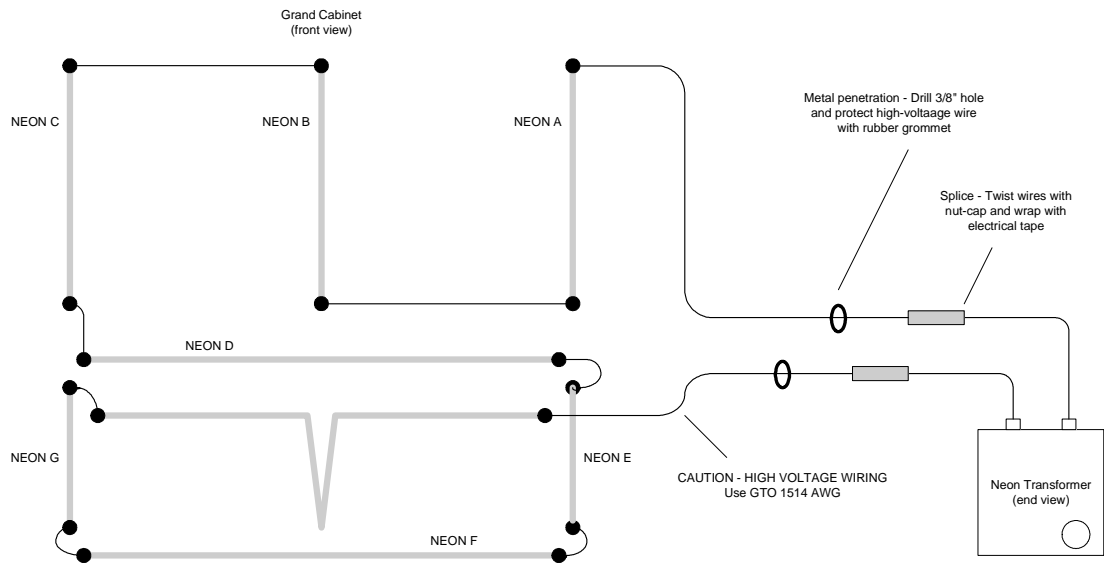 Grand Cabinet
(front view)
NEON C
NEON B
NEON A
Metal penetration - Drill 3/8" hole
and protect high-voltaage wire
with rubber grommet
Splice - Twist wires with
nut-cap and wrap with
electrical tape
NEON D
NEON G
NEON E
CAUTION - HIGH VOLTAGE WIRING
Use GTO 1514 AWG
Neon Transformer
(end view)
NEON F